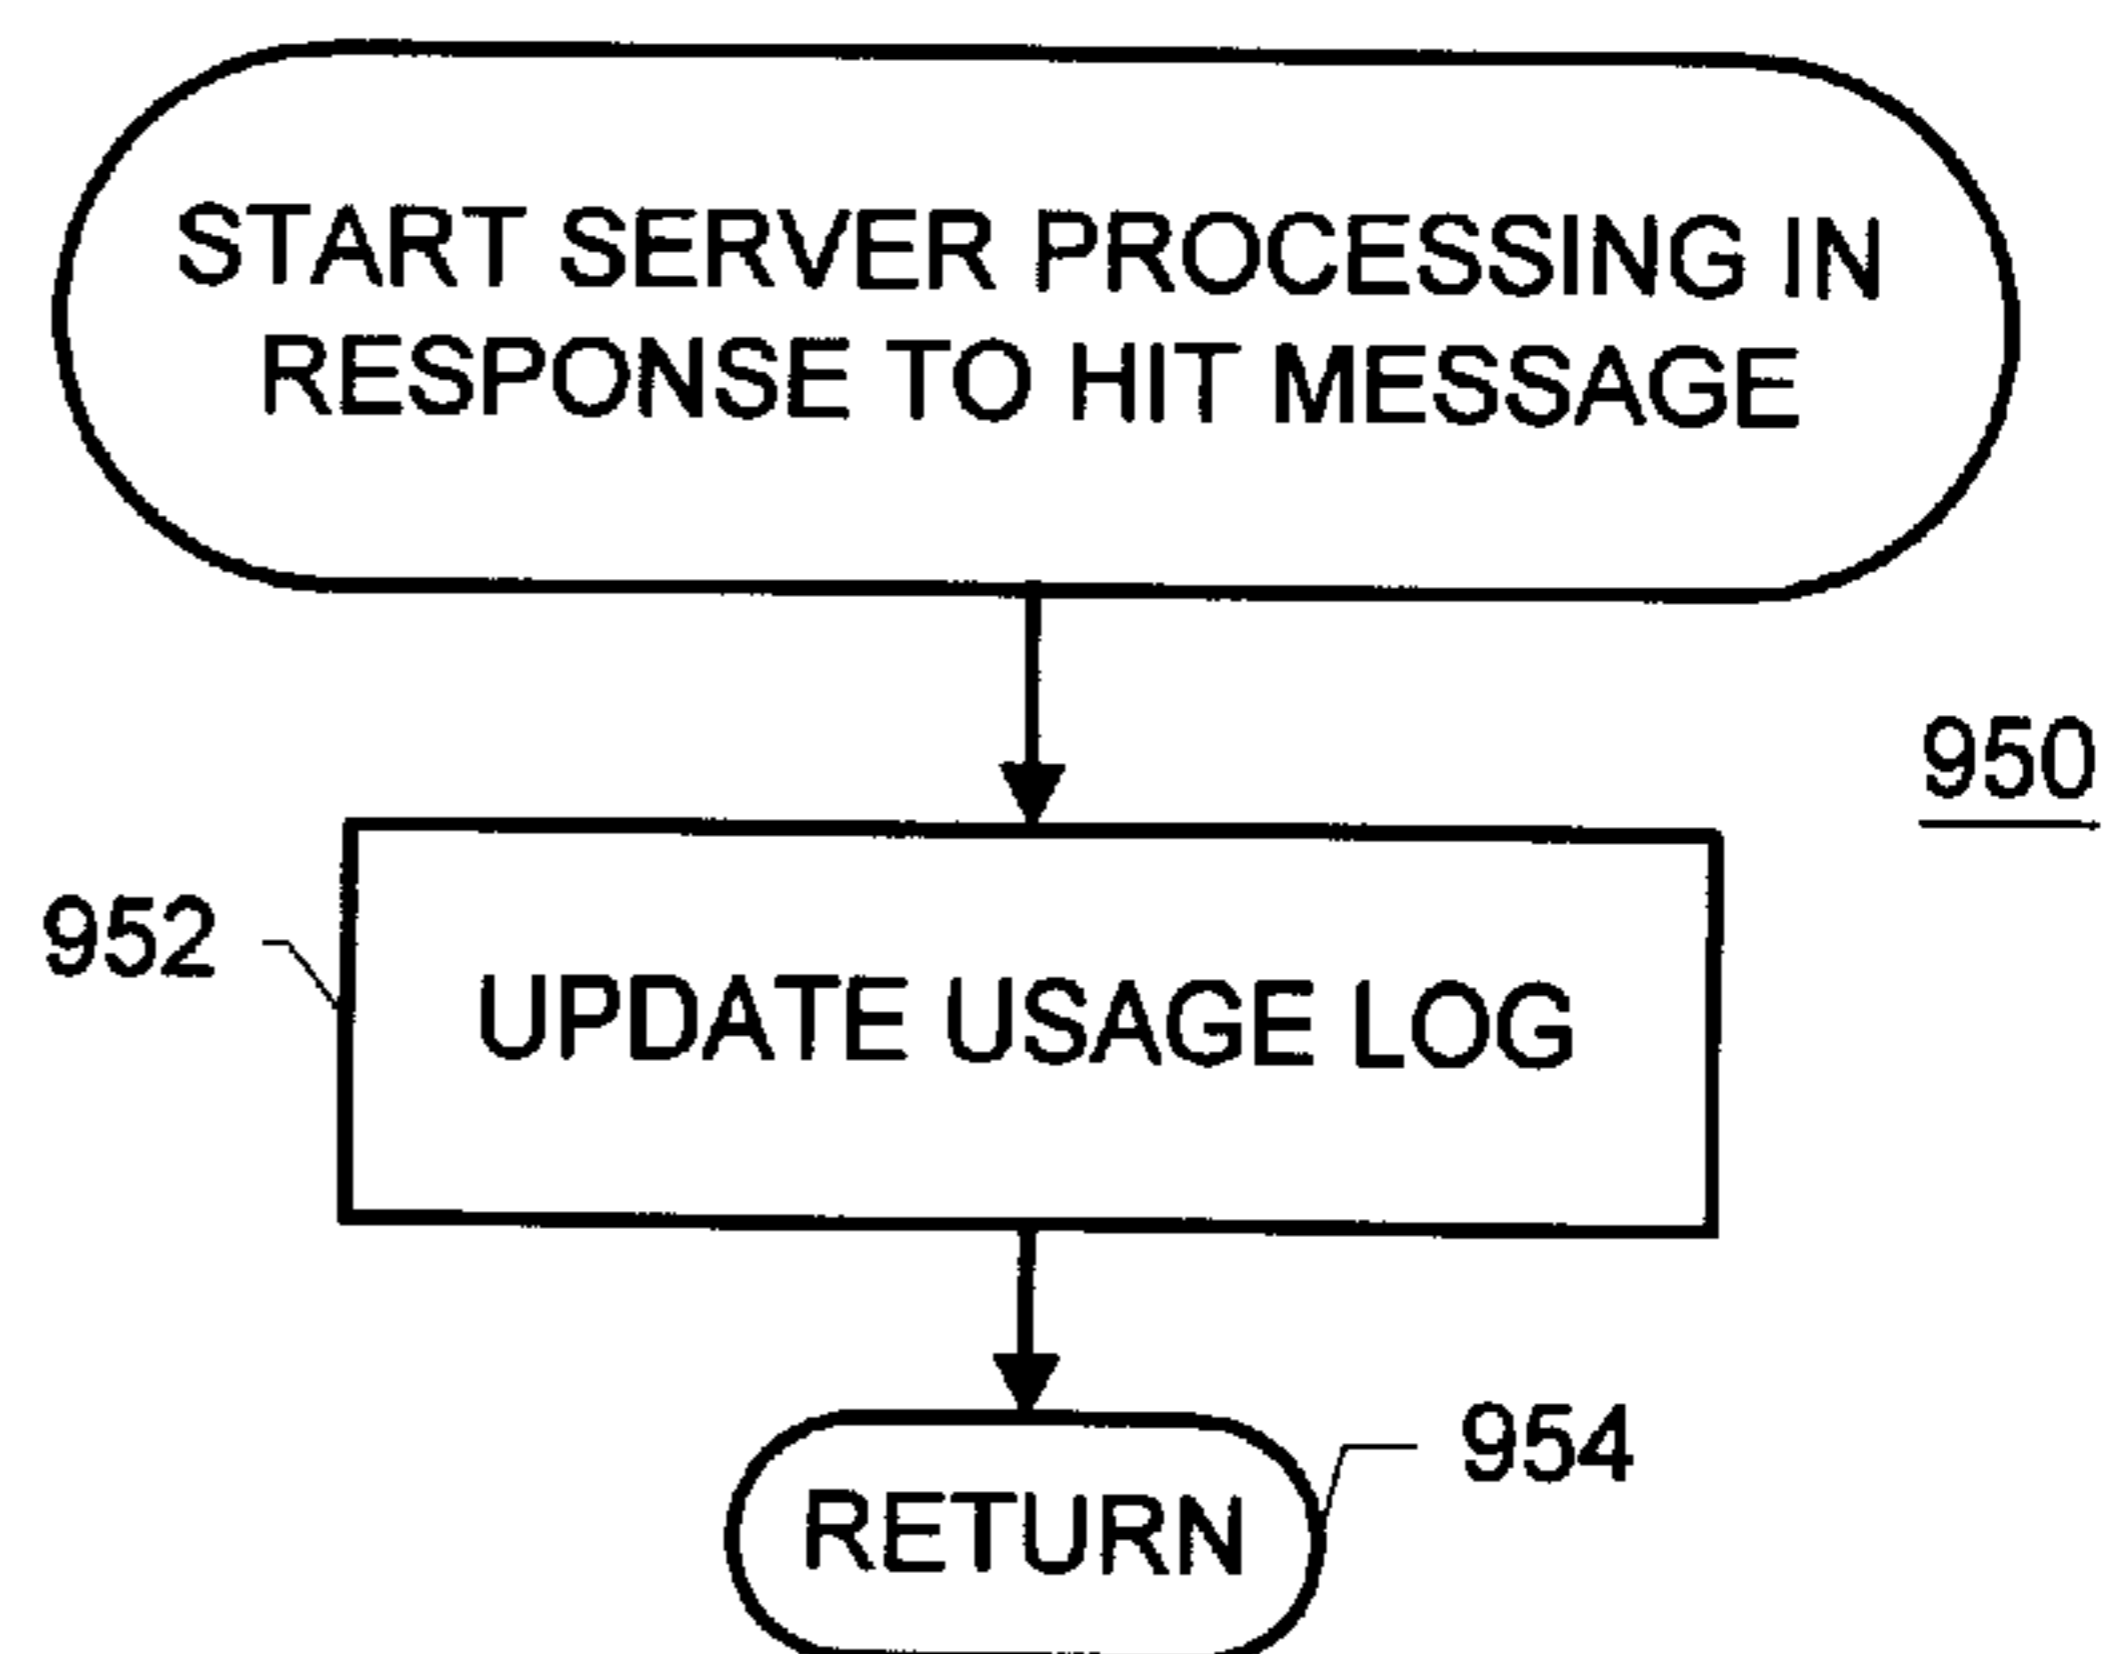 START SERVER PROCESSING IN
RESPONSE TO HIT MESSAGE
950
952
UPDATE USAGE LOG
954
RETURN